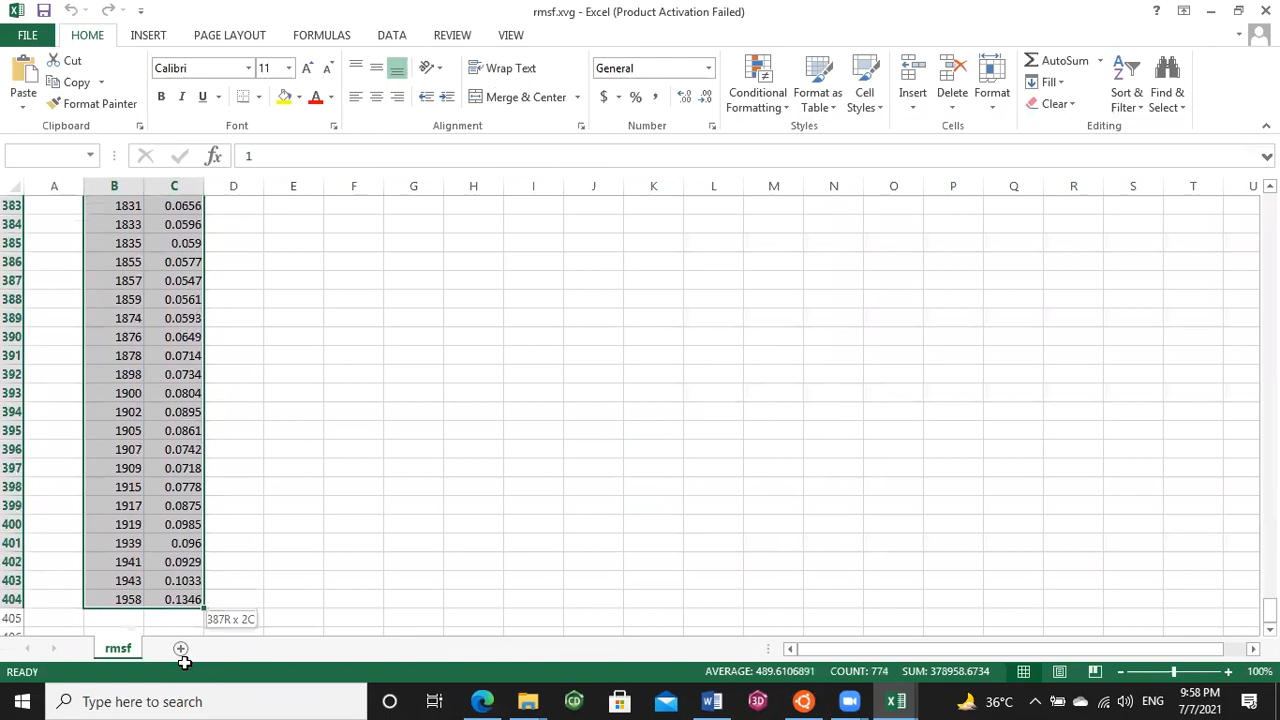 rmsf.xvg - Excel (Product Activation Failed)
FILE HOME INSERT PAGE LAYOUT FORMULAS DATA REVIEW VIEW
Paste
Cut
Copy
Format Painter
Clipboard
Calibri 11
B I U
Font
Wrap Text
Merge & Center
Alignment
General
$ % ,
Number
Conditional Formatting
Format as Table
Cell Styles
Styles
Insert
Delete
Format
Cells
AutoSum
Fill
Clear
Sort & Filter
Find & Select
Editing
fx 1
A B C D E F G H I J K L M N O P Q R S T U
383 1831 0.0656
384 1833 0.0596
385 1835 0.059
386 1855 0.0577
387 1857 0.0547
388 1859 0.0561
389 1874 0.0593
390 1876 0.0649
391 1878 0.0714
392 1898 0.0734
393 1900 0.0804
394 1902 0.0895
395 1905 0.0861
396 1907 0.0742
397 1909 0.0718
398 1915 0.0778
399 1917 0.0875
400 1919 0.0985
401 1939 0.096
402 1941 0.0929
403 1943 0.1033
404 1958 0.1346
405 387R x 2C
rmsf
READY AVERAGE: 489.6106891 COUNT: 774 SUM: 378958.6734 100%
Type here to search 36°C ENG 9:58 PM
7/7/2021